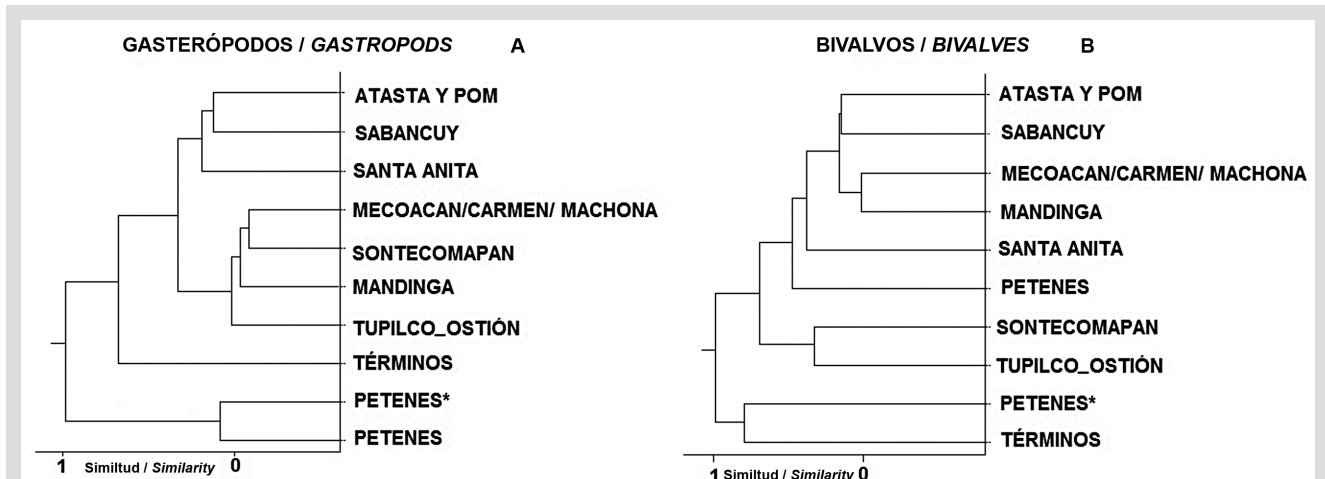 GASTERÓPODOS / GASTROPODS A
ATASTA Y POM
SABANCUY
SANTA ANITA
MECOACAN/CARMEN/ MACHONA
SONTECOMAPAN
MANDINGA
TUPILCO_OSTIÓN
TÉRMINOS
PETENES*
PETENES
1 Similtud / Similarity 0
BIVALVOS / BIVALVES B
ATASTA Y POM
SABANCUY
MECOACAN/CARMEN/ MACHONA
MANDINGA
SANTA ANITA
PETENES
SONTECOMAPAN
TUPILCO_OSTIÓN
PETENES*
TÉRMINOS
1 Similtud / Similarity 0